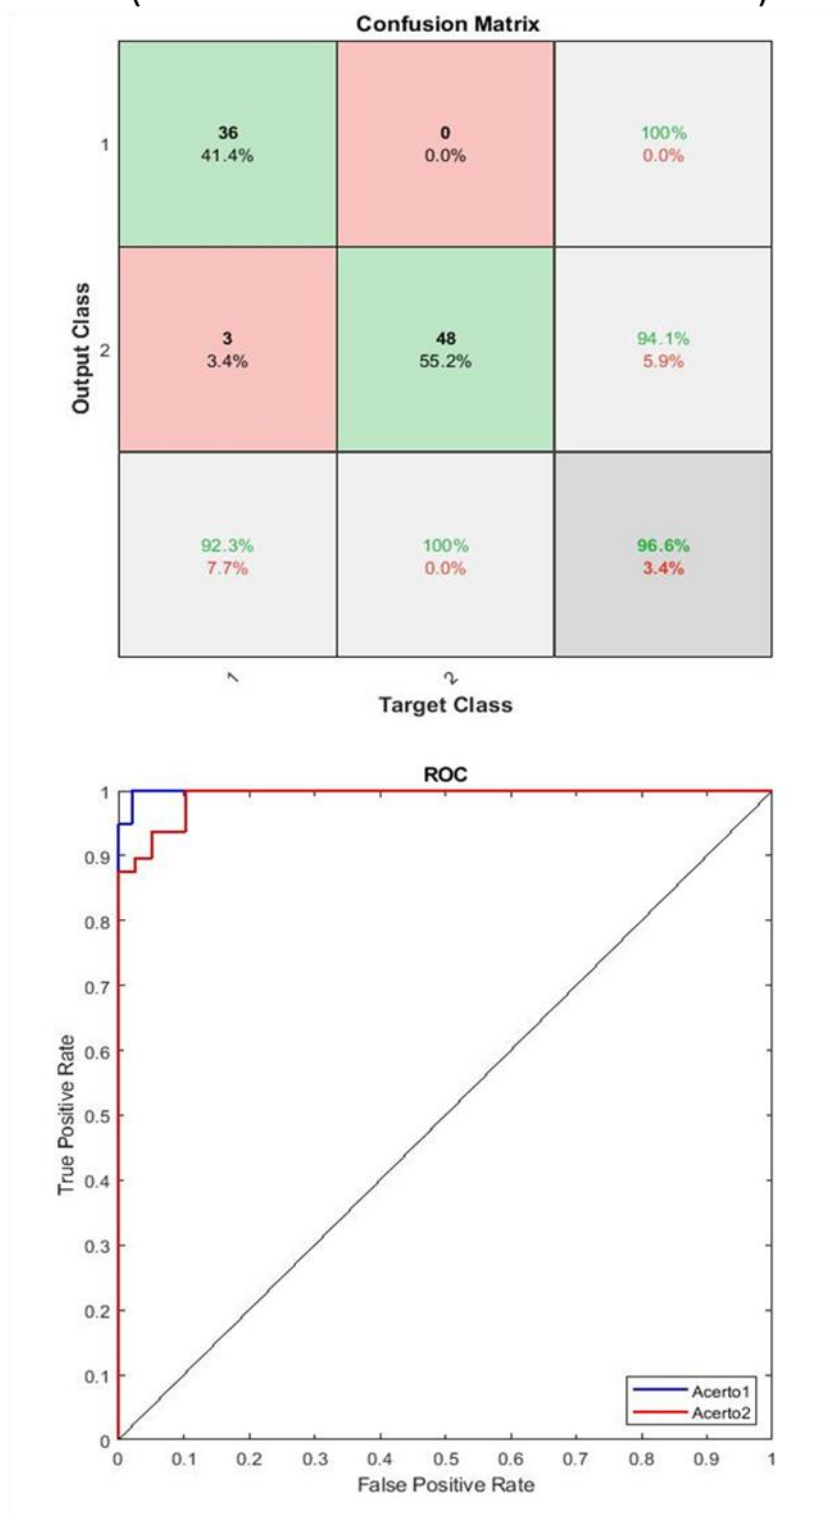 Confusion Matrix
36 0 100%
41.4% 0.0% 0.0%
1
3 48 94.1%
3.4% 55.2% 5.9%
2
Output Class
92.3% 100% 96.6%
7.7% 0.0% 3.4%
1 2
Target Class
ROC
1
0.9
0.8
0.7
0.6
0.5
0.4
0.3
0.2
0.1
0
True Positive Rate
Acerto1
Acerto2
0 0.1 0.2 0.3 0.4 0.5 0.6 0.7 0.8 0.9 1
False Positive Rate